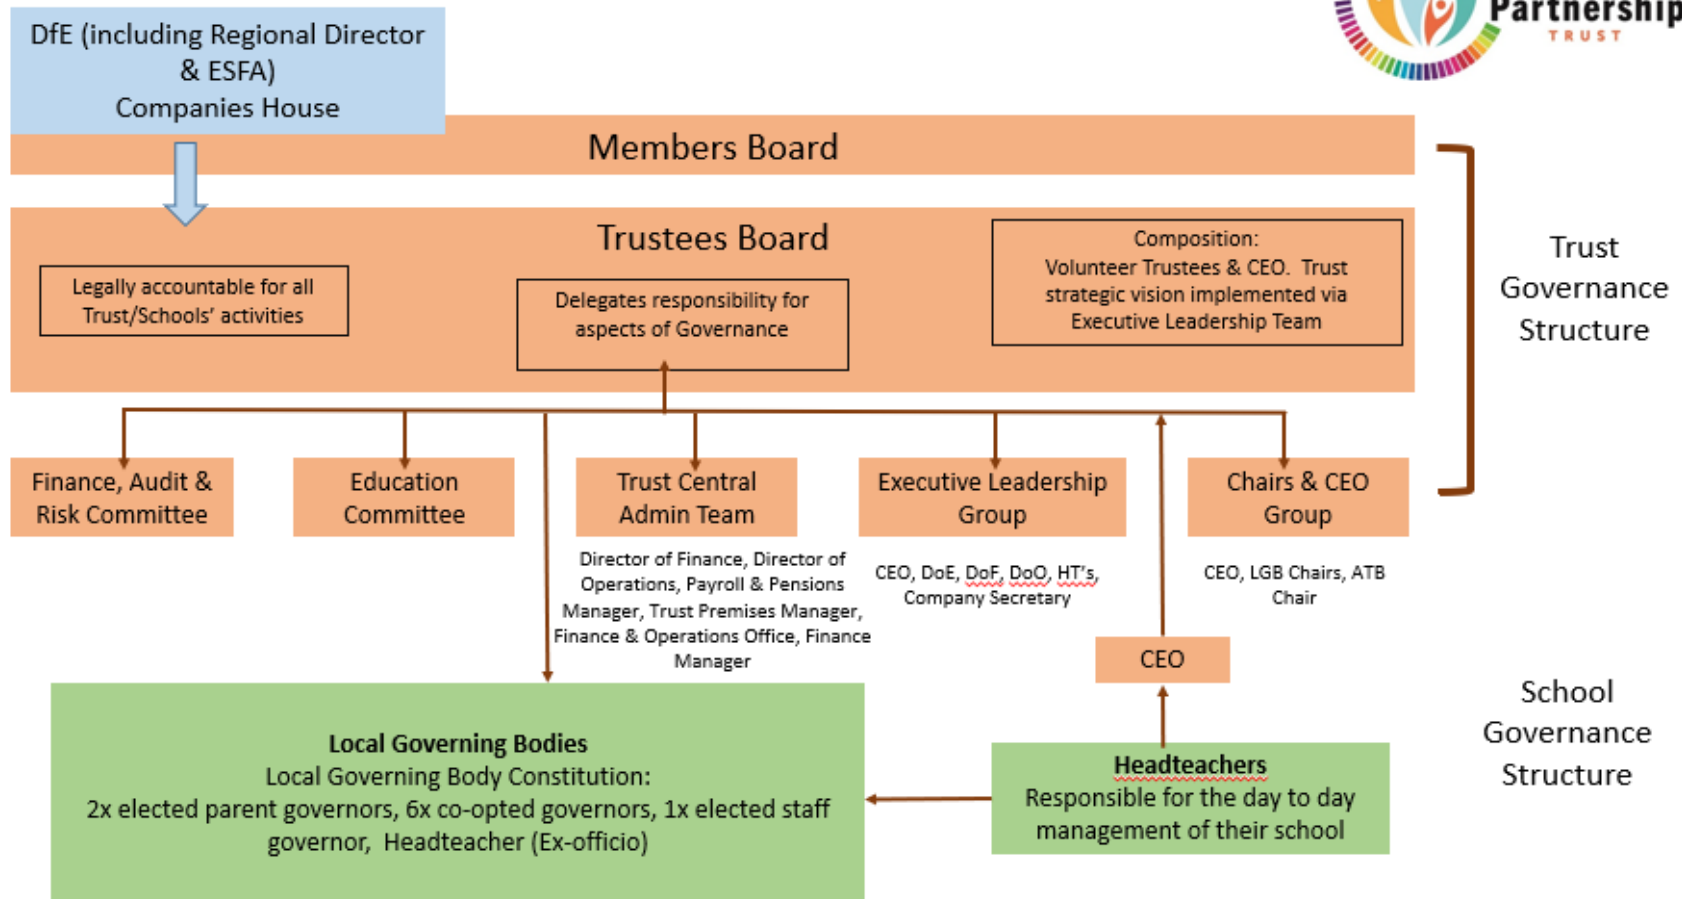 Partnership
TRUST
DfE (including Regional Director
& ESFA)
Companies House
Members Board
Trustees Board
Legally accountable for all
Trust/Schools' activities
Delegates responsibility for
aspects of Governance
Composition:
Volunteer Trustees & CEO.  Trust
strategic vision implemented via
Executive Leadership Team
Trust
Governance
Structure
Finance, Audit &
Risk Committee
Education
Committee
Trust Central
Admin Team
Executive Leadership
Group
Chairs & CEO
Group
Director of Finance, Director of
Operations, Payroll & Pensions
Manager, Trust Premises Manager,
Finance & Operations Office, Finance
Manager
CEO, DoE, DoF, DoO, HT's,
Company Secretary
CEO, LGB Chairs, ATB
Chair
CEO
Local Governing Bodies
Local Governing Body Constitution:
2x elected parent governors, 6x co-opted governors, 1x elected staff
governor,  Headteacher (Ex-officio)
Headteachers
Responsible for the day to day
management of their school
School
Governance
Structure